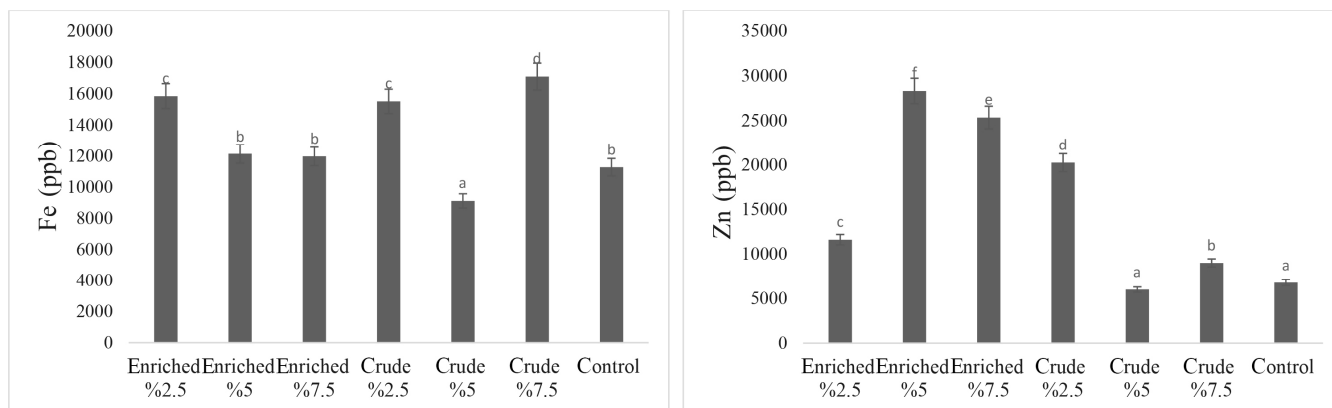 20000
18000
16000
14000
12000
10000
8000
6000
4000
2000
0
Fe (ppb)
c
b
b
c
a
d
b
Enriched %2.5
Enriched %5
Enriched %7.5
Crude %2.5
Crude %5
Crude %7.5
Control
35000
30000
25000
20000
15000
10000
5000
0
Zn (ppb)
c
f
e
d
a
b
a
Enriched %2.5
Enriched %5
Enriched %7.5
Crude %2.5
Crude %5
Crude %7.5
Control